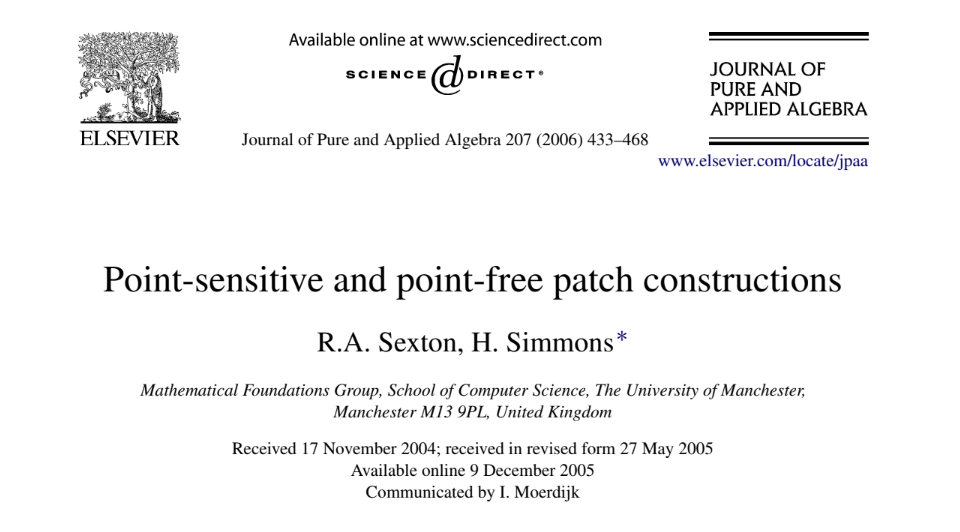 Available online at www.sciencedirect.com
SCIENCE DIRECT®
ELSEVIER
Journal of Pure and Applied Algebra 207 (2006) 433–468
JOURNAL OF
PURE AND
APPLIED ALGEBRA
www.elsevier.com/locate/jpaa
Point-sensitive and point-free patch constructions
R.A. Sexton, H. Simmons*
Mathematical Foundations Group, School of Computer Science, The University of Manchester,
Manchester M13 9PL, United Kingdom
Received 17 November 2004; received in revised form 27 May 2005
Available online 9 December 2005
Communicated by I. Moerdijk